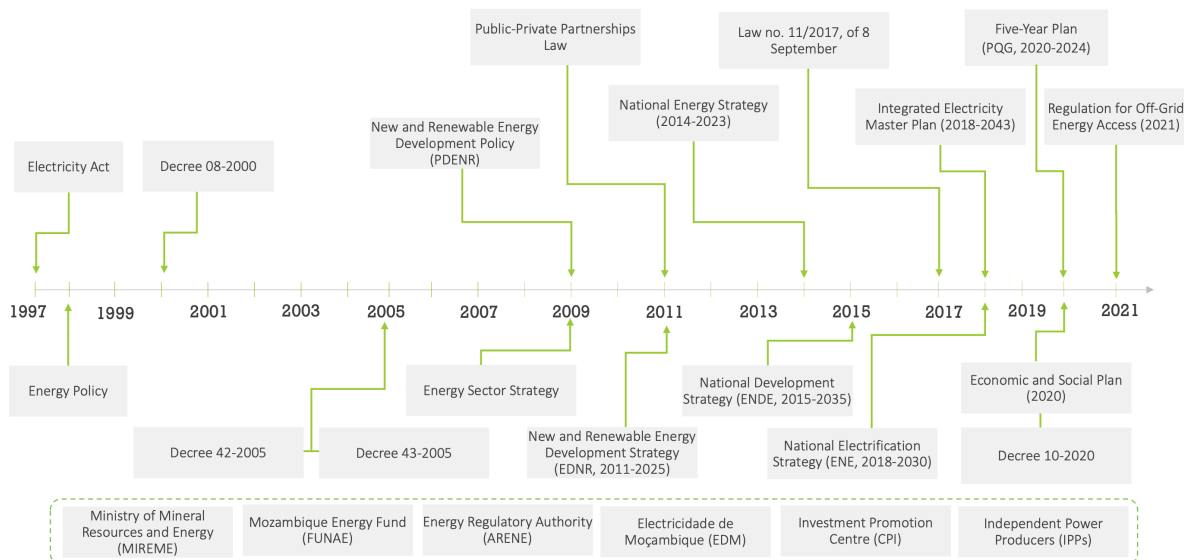 Public-Private Partnerships
Law
Law no. 11/2017, of 8
September
Five-Year Plan
(PQG, 2020-2024)
National Energy Strategy
(2014-2023)
Integrated Electricity
Master Plan (2018-2043)
Regulation for Off-Grid
Energy Access (2021)
New and Renewable Energy
Development Policy
(PDENR)
Electricity Act
Decree 08-2000
1997
1999
2001
2003
2005
2007
2009
2011
2013
2015
2017
2019
2021
Energy Policy
Energy Sector Strategy
National Development
Strategy (ENDE, 2015-2035)
Economic and Social Plan
(2020)
Decree 42-2005
Decree 43-2005
New and Renewable Energy
Development Strategy
(EDNR, 2011-2025)
National Electrification
Strategy (ENE, 2018-2030)
Decree 10-2020
Ministry of Mineral
Resources and Energy
(MIREME)
Mozambique Energy Fund
(FUNAE)
Energy Regulatory Authority
(ARENE)
Electricidade de
Moçambique (EDM)
Investment Promotion
Centre (CPI)
Independent Power
Producers (IPPs)